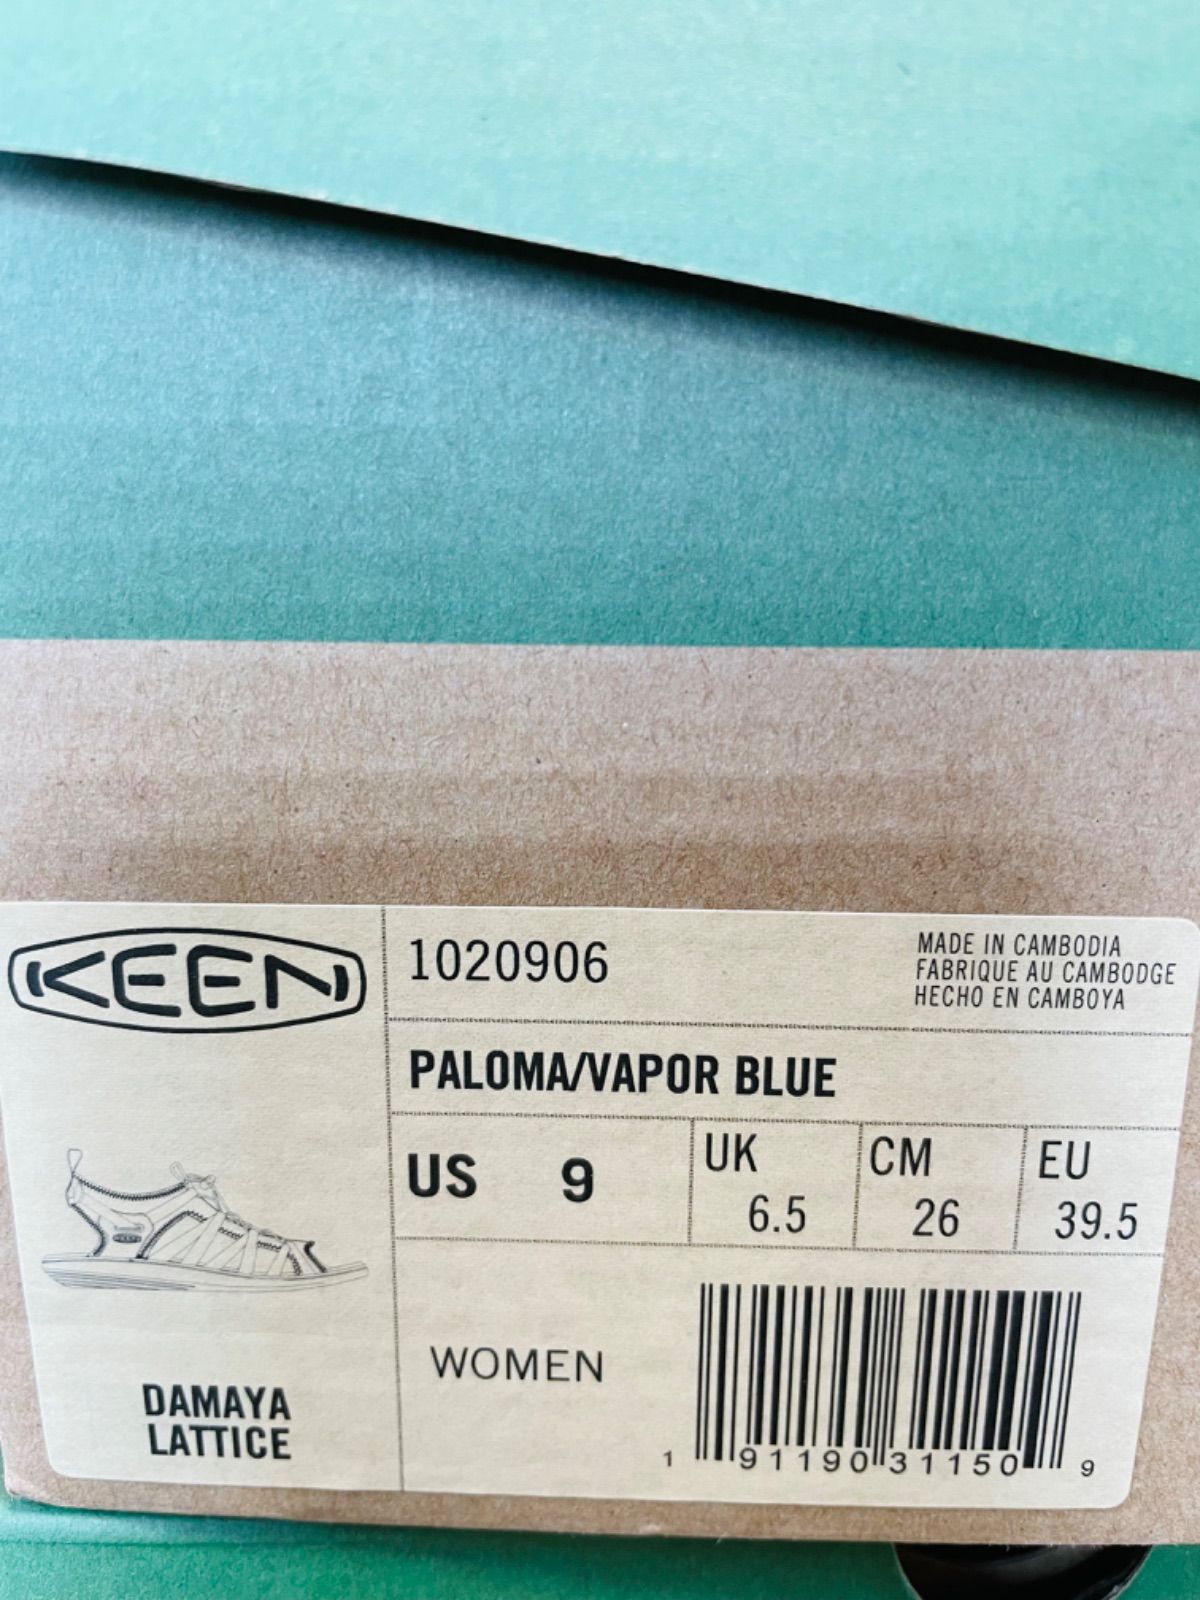 KEEN
1020906
MADE IN CAMBODIA
FABRIQUE AU CAMBODGE
HECHO EN CAMBOYA
PALOMA/VAPOR BLUE
US 9
UK 6.5
CM 26
EU 39.5
KEEN
DAMAYA
LATTICE
WOMEN
1 91190 31150 9